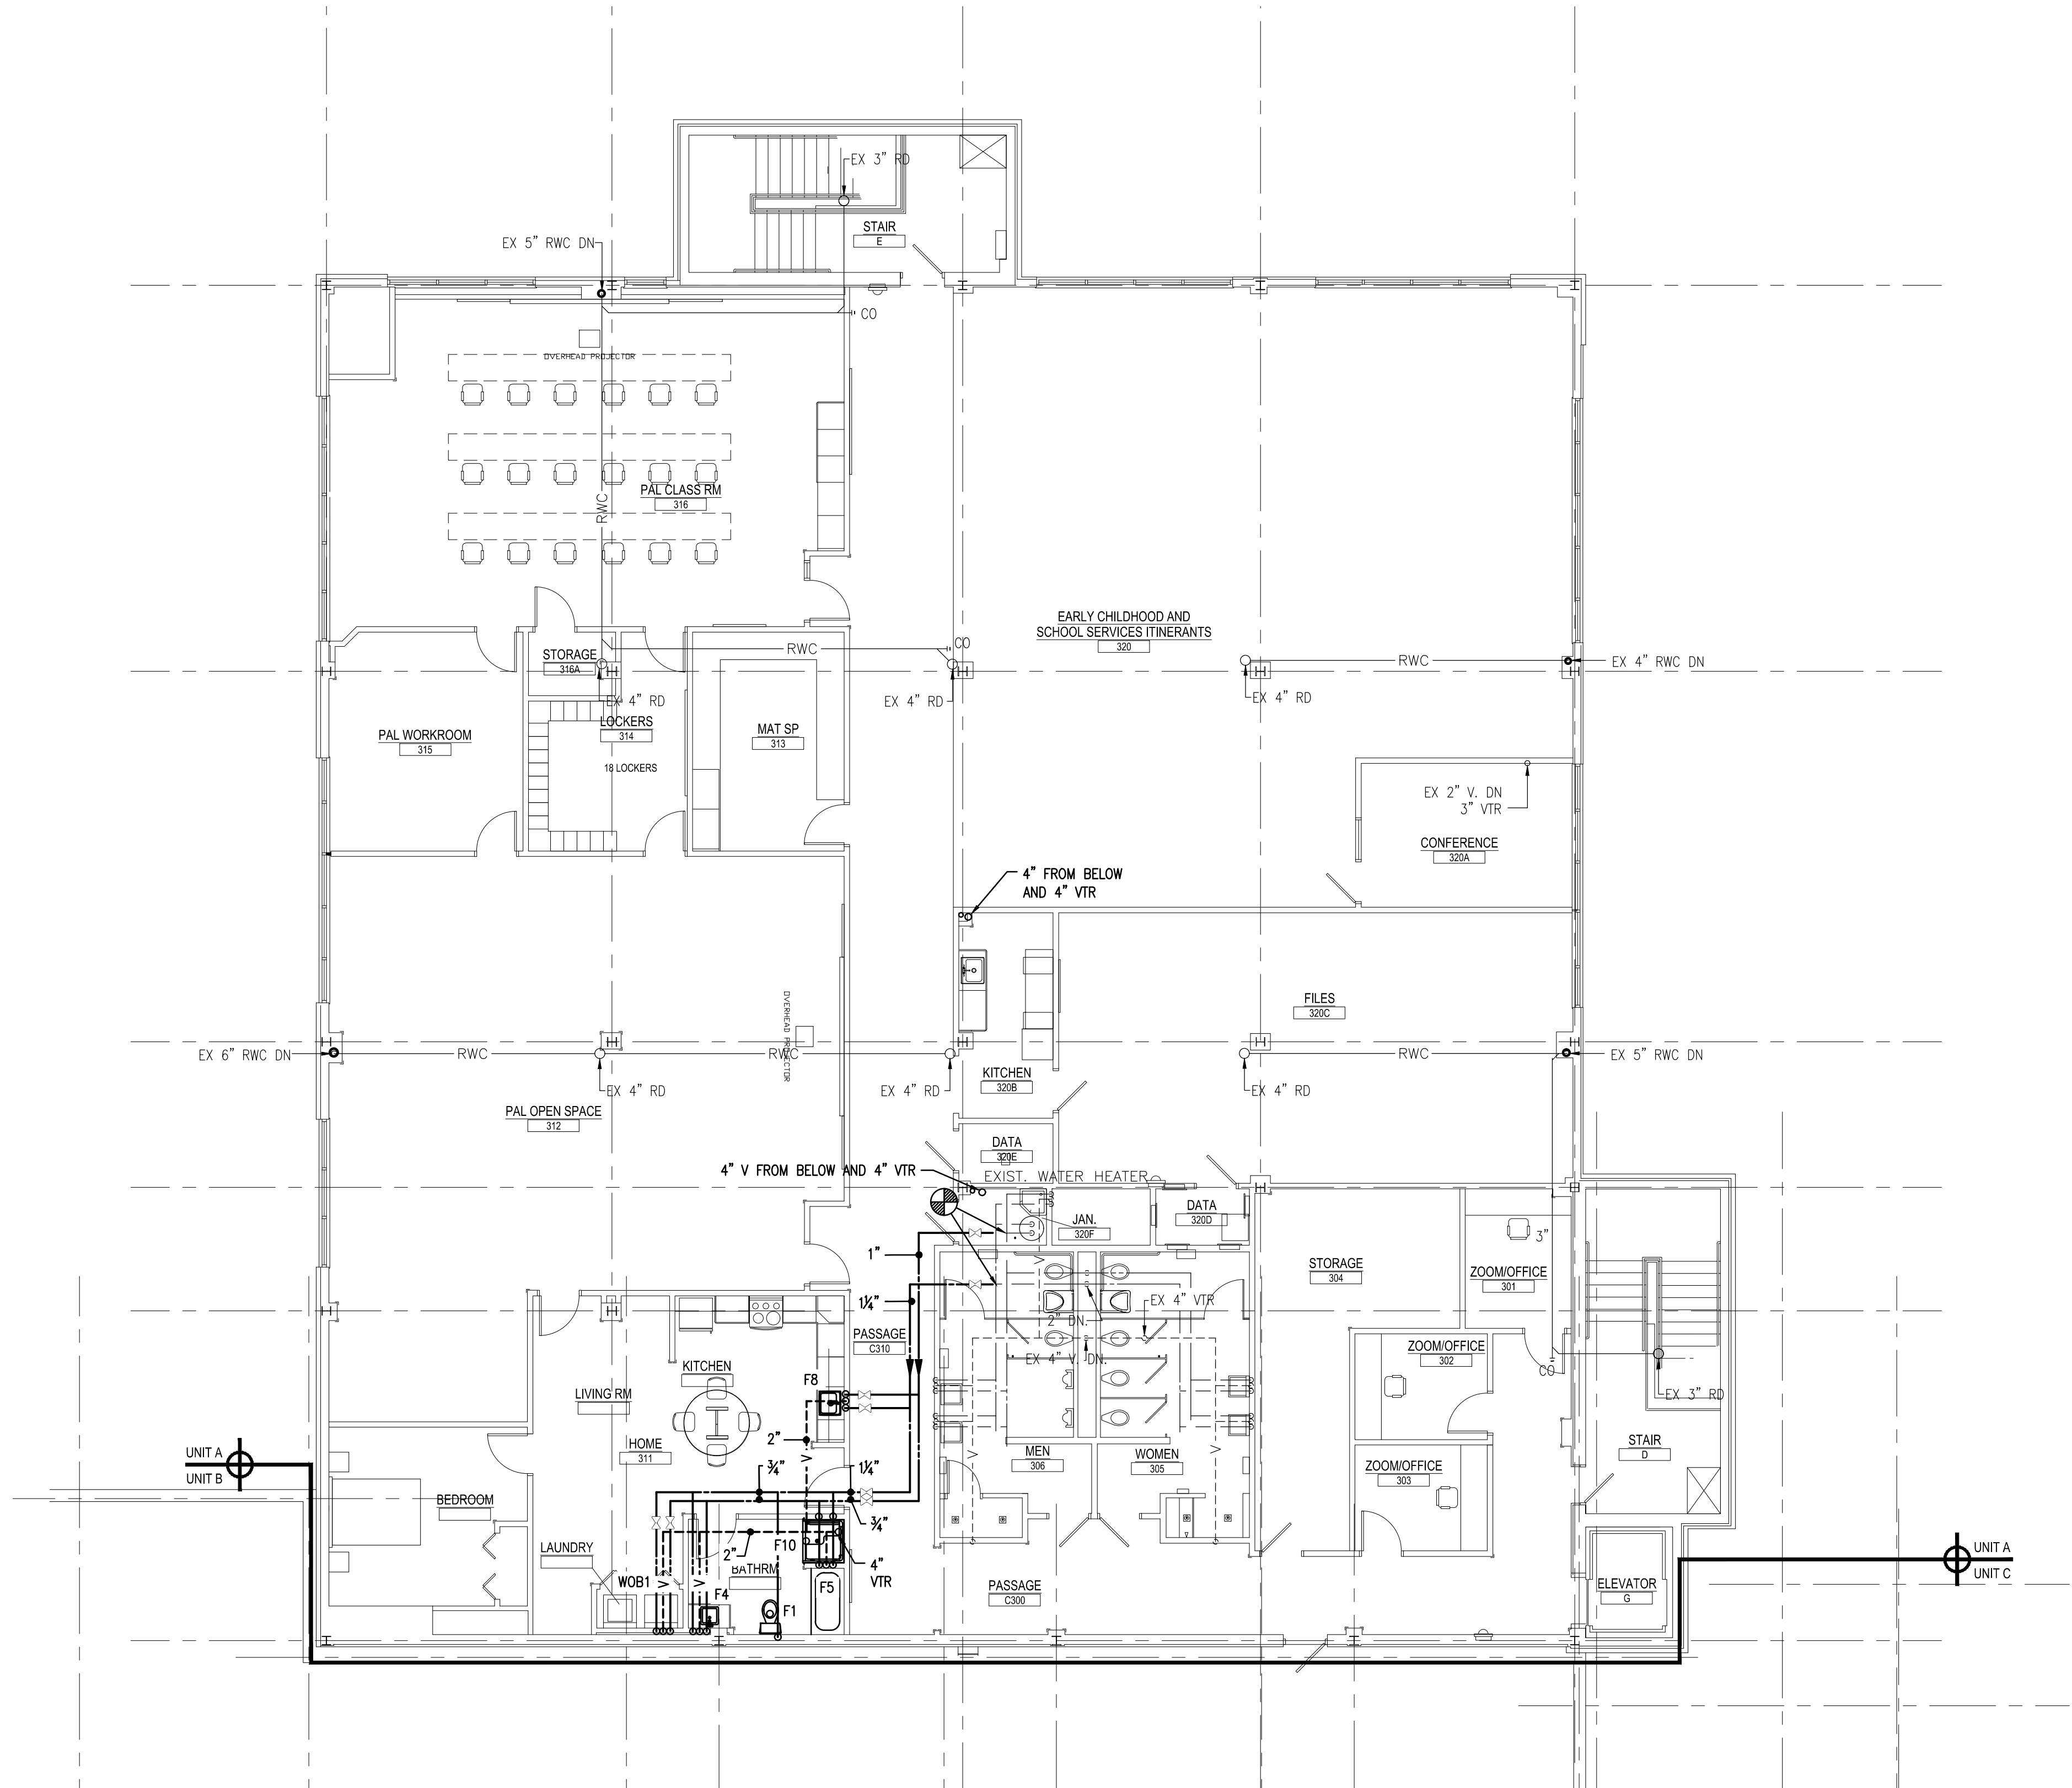 EX 3” RD
STAIR
E
EX 5” RWC DN
CO
OVERHEAD PROJECTOR
PAL CLASS RM
316
RWC
EARLY CHILDHOOD AND
SCHOOL SERVICES ITINERANTS
320
CO
STORAGE
316A
RWC
RWC
EX 4” RWC DN
EX 4” RD
EX 4” RD
EX 4” RD
LOCKERS
314
MAT SP
313
PAL WORKROOM
315
18 LOCKERS
EX 2” V. DN
3” VTR
CONFERENCE
320A
4” FROM BELOW
AND 4” VTR
OVERHEAD PROJECTOR
FILES
320C
EX 6” RWC DN
RWC
RWC
RWC
EX 5” RWC DN
KITCHEN
320B
EX 4” RD
EX 4” RD
EX 4” RD
PAL OPEN SPACE
312
DATA
320E
4” V FROM BELOW AND 4” VTR
EXIST. WATER HEATER
JAN.
320F
DATA
320D
3”
1”
V
STORAGE
304
ZOOM/OFFICE
301
1¼”
EX 4” VTR
2” DN.
PASSAGE
C310
EX 4” V. DN.
ZOOM/OFFICE
302
CO
KITCHEN
F8
EX 3” RD
LIVING RM
2”
HOME
311
V
MEN
306
V
WOMEN
305
V
STAIR
D
UNIT A
UNIT B
¾”
1¼”
ZOOM/OFFICE
303
BEDROOM
¾”
LAUNDRY
2”
F10
4”
VTR
BATHRM
UNIT A
UNIT C
WOB1
V
V
F4
F5
F1
PASSAGE
C300
ELEVATOR
G